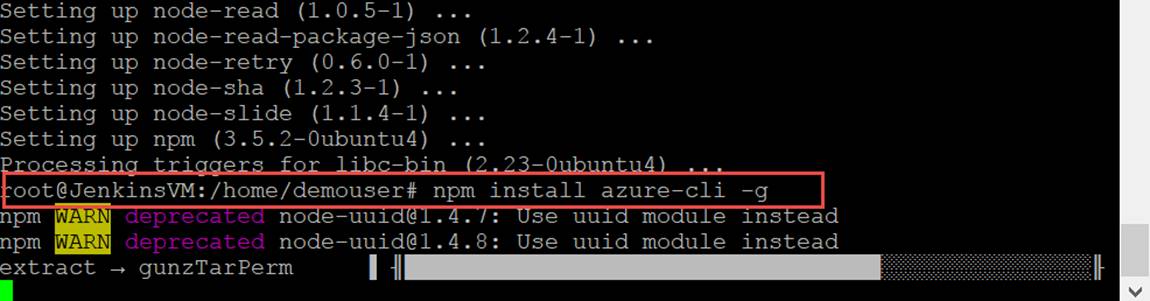 Setting up node-read (1.0.5-1) ...
Setting up node-read-package-json (1.2.4-1) ...
Setting up node-retry (0.6.0-1) ...
Setting up node-sha (1.2.3-1) ...
Setting up node-slide (1.1.4-1) ...
Setting up npm (3.5.2-0ubuntu4) ...
Processing triggers for libc-bin (2.23-0ubuntu4) ...
root@JenkinsVM:/home/demouser# npm install azure-cli -g
npm WARN deprecated node-uuid@1.4.7: Use uuid module instead
npm WARN deprecated node-uuid@1.4.8: Use uuid module instead
extract → gunzTarPerm